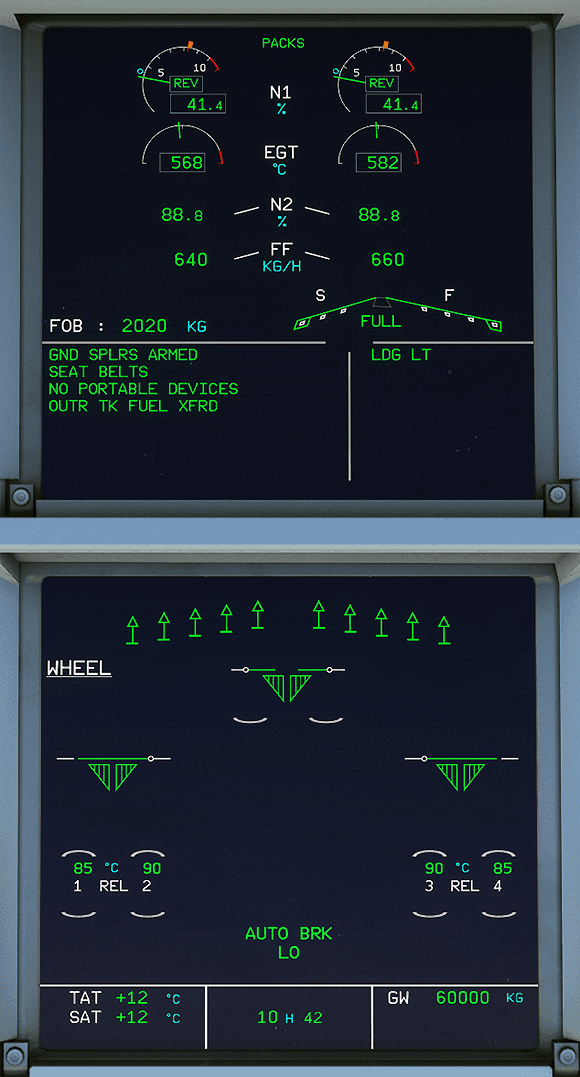 PACKS
5 10 5 10
REV REV
41.4 N1 41.4
%
568 EGT 582
°C
88.8 N2 88.8
%
640 FF 660
KG/H
S F
FOB : 2020 KG FULL
GND SPLRS ARMED LDG LT
SEAT BELTS
NO PORTABLE DEVICES
OUTR TK FUEL XFRD
WHEEL
85 °C 90 90 °C 85
1 REL 2 3 REL 4
AUTO BRK
LO
TAT +12 °C GW 60000 KG
SAT +12 °C 10 H 42